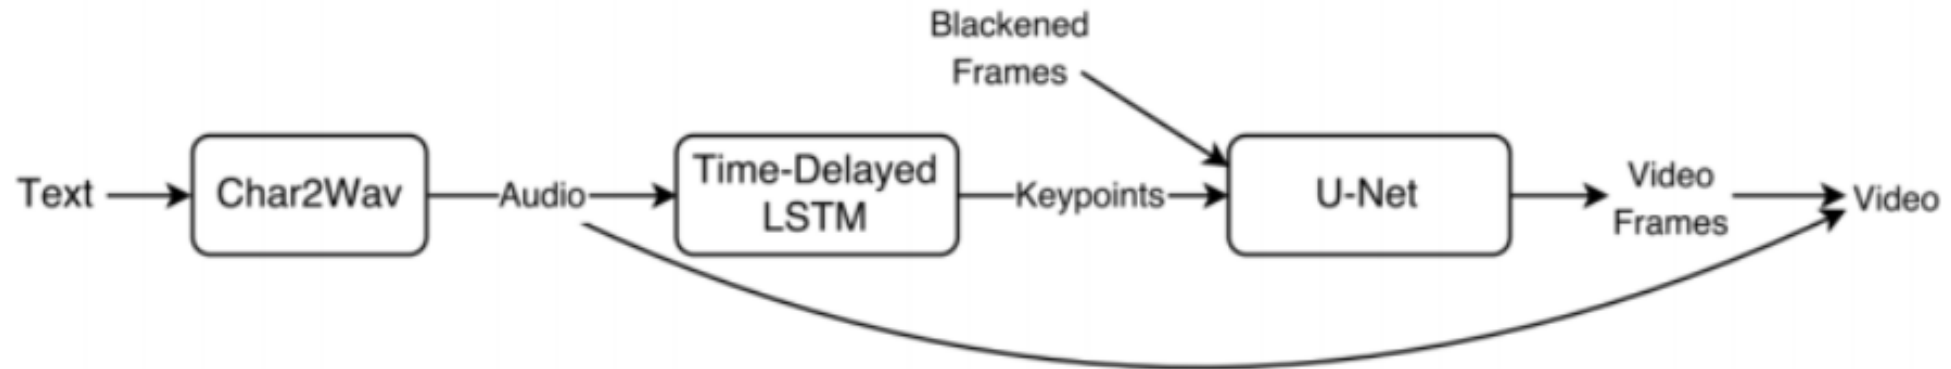 Blackened
Frames
Text
Char2Wav
Audio
Time-Delayed
LSTM
Keypoints
U-Net
Video
Frames
Video